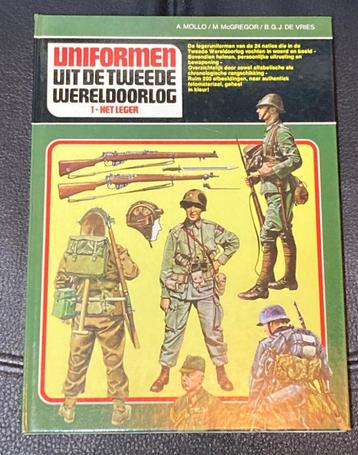 A. MOLLO / M. McGREGOR / B.G.J. DE VRIES
UNIFORMEN
UIT DE TWEEDE
WERELDOORLOG
1 - HET LEGER
De legeruniformen van de 24 naties die in de
Tweede Wereldoorlog vochten in woord en beeld -
Bovendien helmen, persoonlijke uitrusting en
bewapening -
Overzichtelijk door zowel alfabetische als
chronologische rangschikking -
Ruim 250 afbeeldingen, naar authentiek
fotomateriaal, geheel
in kleur!